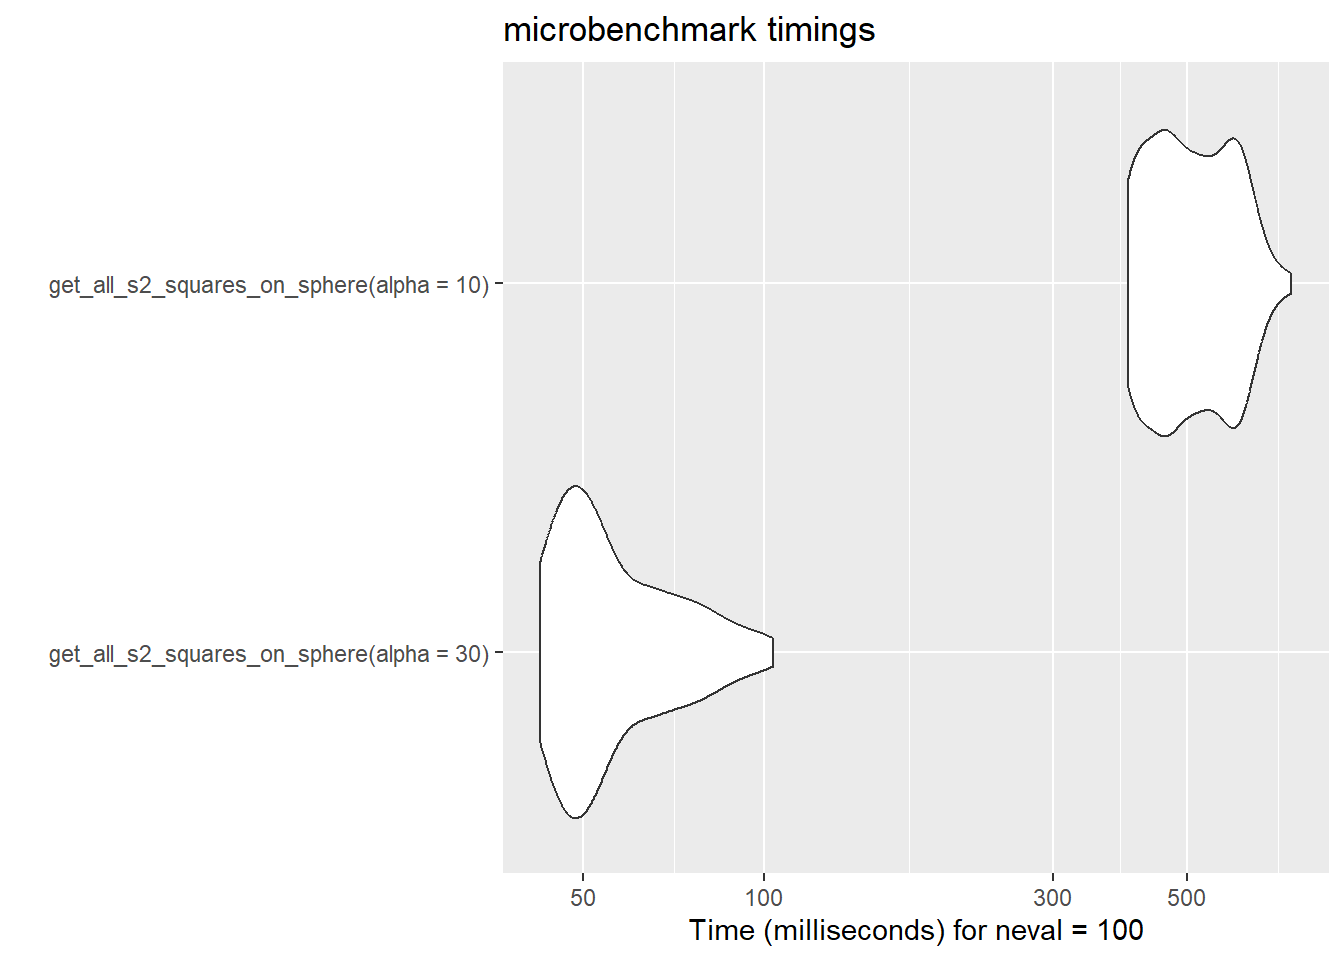 microbenchmark timings
get_all_s2_squares_on_sphere(alpha = 10)
get_all_s2_squares_on_sphere(alpha = 30)
50 100 300 500
Time (milliseconds) for neval = 100